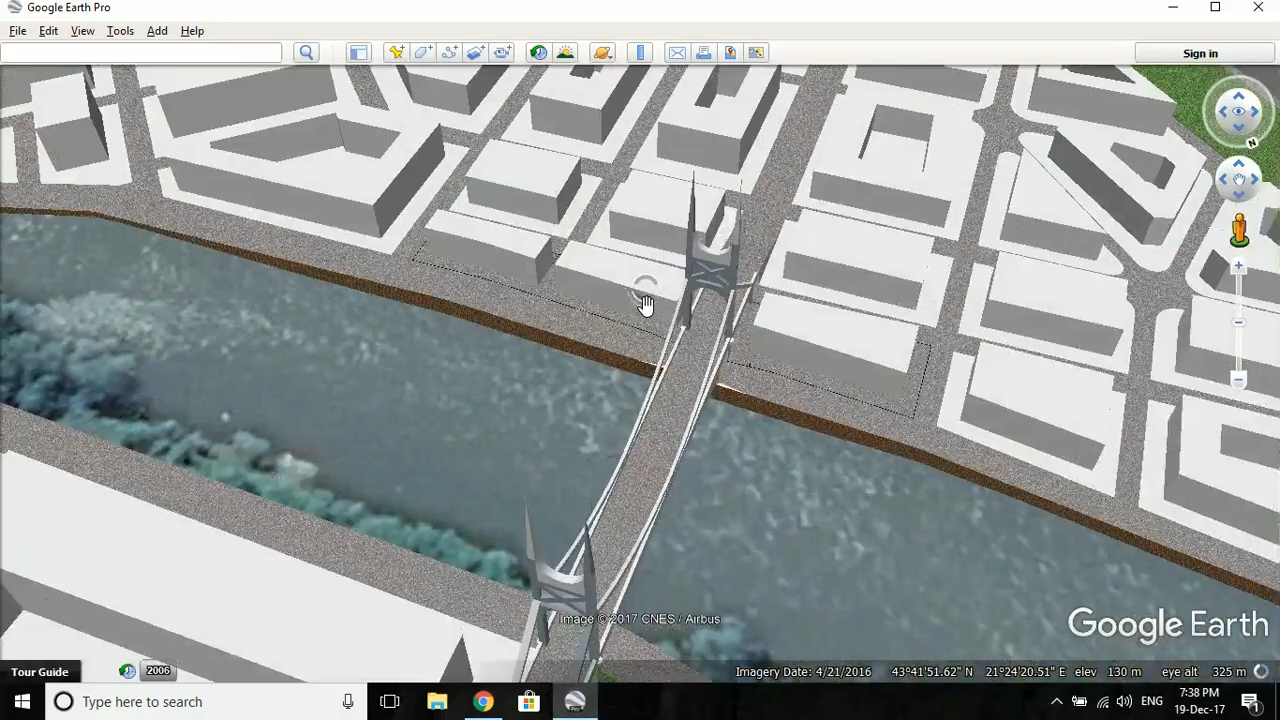 Google Earth Pro
File Edit View Tools Add Help
Sign in
N
Image © 2017 CNES / Airbus
Google Earth
Tour Guide 2006 Imagery Date: 4/21/2016 43°41'51.62" N 21°24'20.51" E elev 130 m eye alt 325 m
Type here to search ENG 7:38 PM
19-Dec-17